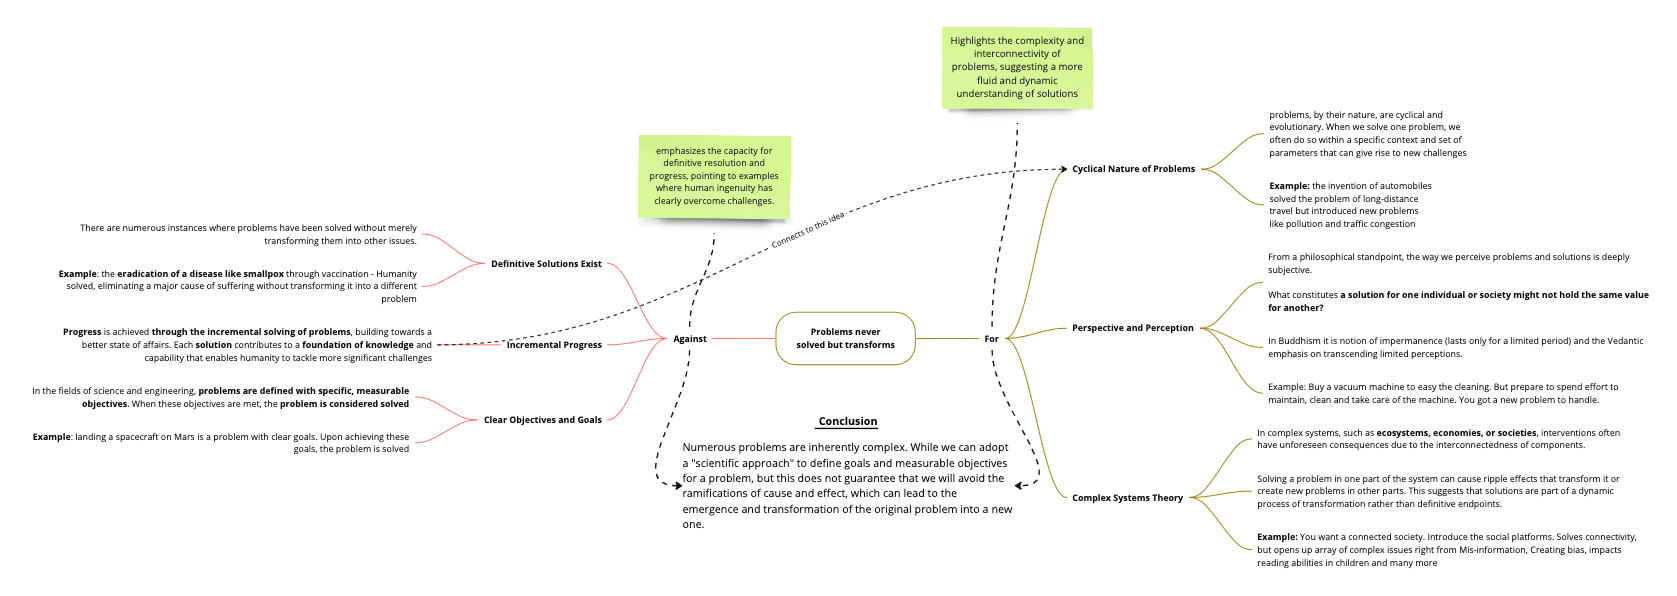 Highlights the complexity and
interconnectivity of
problems, suggesting a more
fluid and dynamic
understanding of solutions
emphasizes the capacity for
definitive resolution and
progress, pointing to examples
where human ingenuity has
clearly overcome challenges.
Connects to this idea
There are numerous instances where problems have been solved without merely
transforming them into other issues.
Definitive Solutions Exist
Example: the eradication of a disease like smallpox through vaccination - Humanity
solved, eliminating a major cause of suffering without transforming it into a different
problem
Progress is achieved through the incremental solving of problems, building towards a
better state of affairs. Each solution contributes to a foundation of knowledge and
capability that enables humanity to tackle more significant challenges
Incremental Progress
In the fields of science and engineering, problems are defined with specific, measurable
objectives. When these objectives are met, the problem is considered solved
Clear Objectives and Goals
Example: landing a spacecraft on Mars is a problem with clear goals. Upon achieving these
goals, the problem is solved
Against
Problems never
solved but transforms
For
Cyclical Nature of Problems
problems, by their nature, are cyclical and
evolutionary. When we solve one problem, we
often do so within a specific context and set of
parameters that can give rise to new challenges
Example: the invention of automobiles
solved the problem of long-distance
travel but introduced new problems
like pollution and traffic congestion
Perspective and Perception
From a philosophical standpoint, the way we perceive problems and solutions is deeply
subjective.
What constitutes a solution for one individual or society might not hold the same value
for another?
In Buddhism it is notion of impermanence (lasts only for a limited period) and the Vedantic
emphasis on transcending limited perceptions.
Example: Buy a vacuum machine to easy the cleaning. But prepare to spend effort to
maintain, clean and take care of the machine. You got a new problem to handle.
Complex Systems Theory
In complex systems, such as ecosystems, economies, or societies, interventions often
have unforeseen consequences due to the interconnectedness of components.
Solving a problem in one part of the system can cause ripple effects that transform it or
create new problems in other parts. This suggests that solutions are part of a dynamic
process of transformation rather than definitive endpoints.
Example: You want a connected society. Introduce the social platforms. Solves connectivity,
but opens up array of complex issues right from Mis-information, Creating bias, impacts
reading abilities in children and many more
Conclusion
Numerous problems are inherently complex. While we can adopt
a "scientific approach" to define goals and measurable objectives
for a problem, but this does not guarantee that we will avoid the
ramifications of cause and effect, which can lead to the
emergence and transformation of the original problem into a new
one.